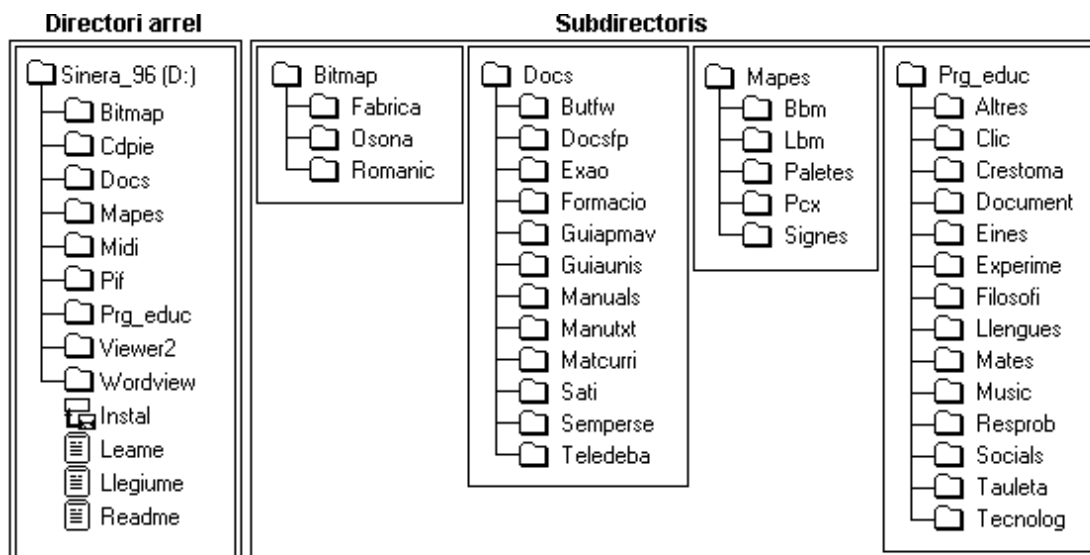 Directori arrel
Sinera_96 (D:)
Bitmap
Cdpie
Docs
Mapes
Midi
Pif
Prg_educ
Viewer2
Wordview
Instal
Leame
Llegiume
Readme
Subdirectoris
Bitmap
Fabrica
Osona
Romanic
Docs
Butfw
Docsfp
Exao
Formacio
Guiapmav
Guiaunis
Manuals
Manutxt
Matcurri
Sati
Semperse
Teledeba
Mapes
Bbm
Lbm
Paletes
Pcx
Signes
Prg_educ
Altres
Clic
Crestoma
Document
Eines
Experime
Filosofi
Llengues
Mates
Music
Resprob
Socials
Tauleta
Tecnolog